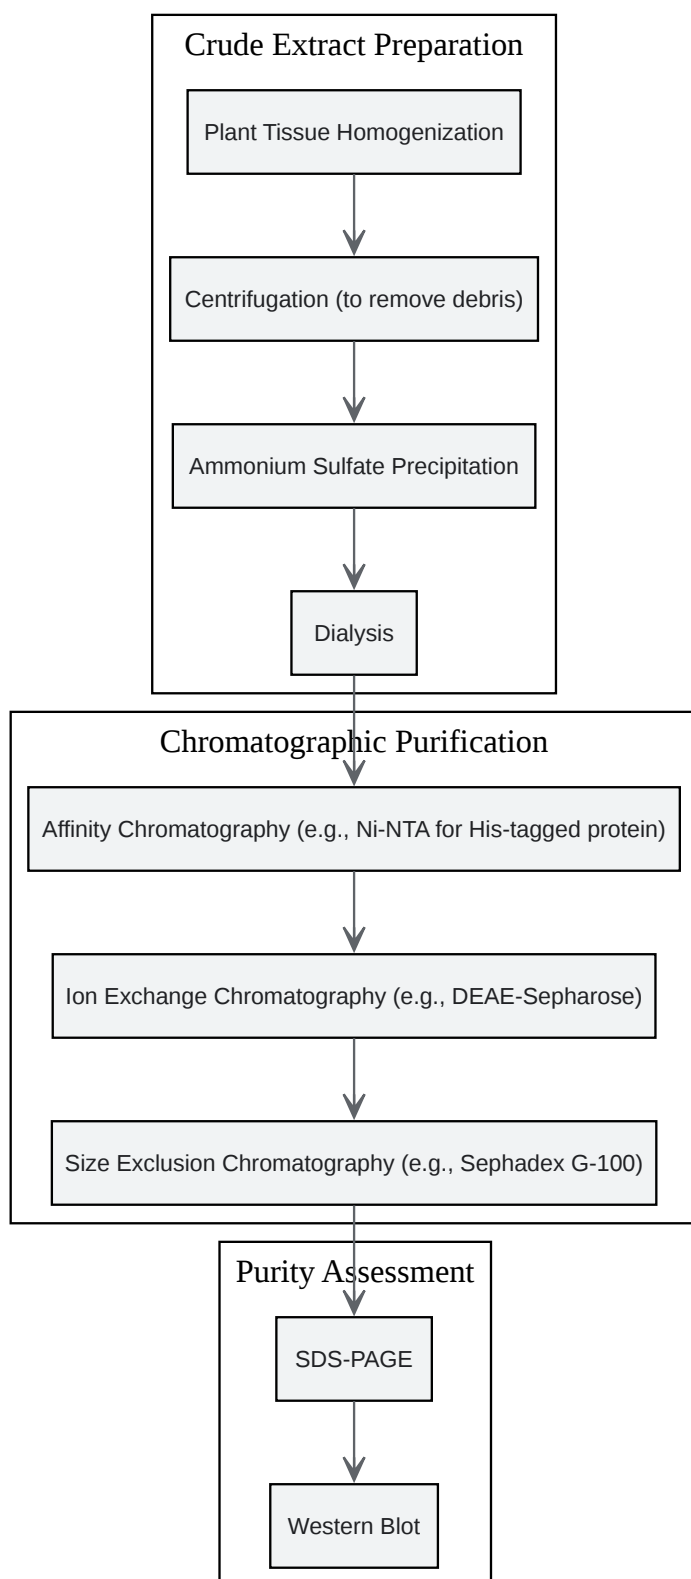 Crude Extract Preparation
Plant Tissue Homogenization
Centrifugation (to remove debris)
Ammonium Sulfate Precipitation
Dialysis
Chromatographic Purification
Affinity Chromatography (e.g., Ni-NTA for His-tagged protein)
Ion Exchange Chromatography (e.g., DEAE-Sepharose)
Size Exclusion Chromatography (e.g., Sephadex G-100)
Purity Assessment
SDS-PAGE
Western Blot